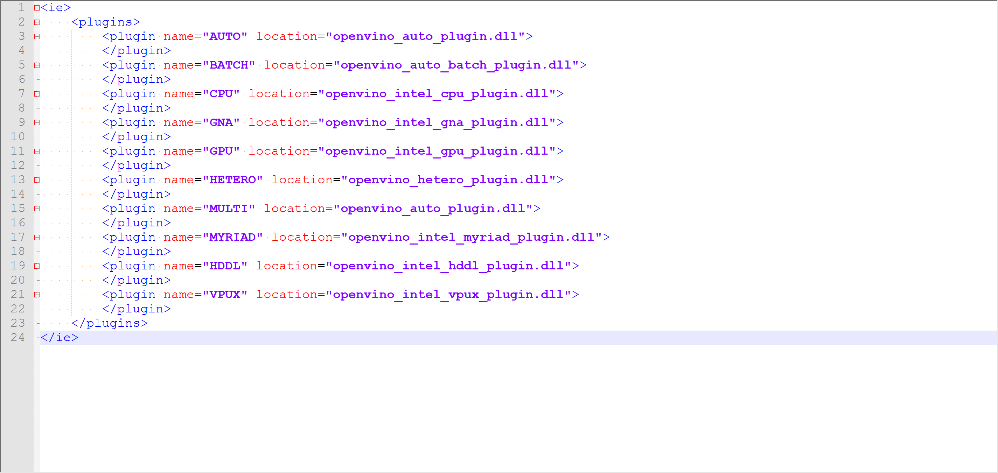 1 <ie>
2 <plugins>
3 <plugin name="AUTO" location="openvino_auto_plugin.dll">
4 </plugin>
5 <plugin name="BATCH" location="openvino_auto_batch_plugin.dll">
6 </plugin>
7 <plugin name="CPU" location="openvino_intel_cpu_plugin.dll">
8 </plugin>
9 <plugin name="GNA" location="openvino_intel_gna_plugin.dll">
10 </plugin>
11 <plugin name="GPU" location="openvino_intel_gpu_plugin.dll">
12 </plugin>
13 <plugin name="HETERO" location="openvino_hetero_plugin.dll">
14 </plugin>
15 <plugin name="MULTI" location="openvino_auto_plugin.dll">
16 </plugin>
17 <plugin name="MYRIAD" location="openvino_intel_myriad_plugin.dll">
18 </plugin>
19 <plugin name="HDDL" location="openvino_intel_hddl_plugin.dll">
20 </plugin>
21 <plugin name="VPUX" location="openvino_intel_vpux_plugin.dll">
22 </plugin>
23 </plugins>
24 </ie>